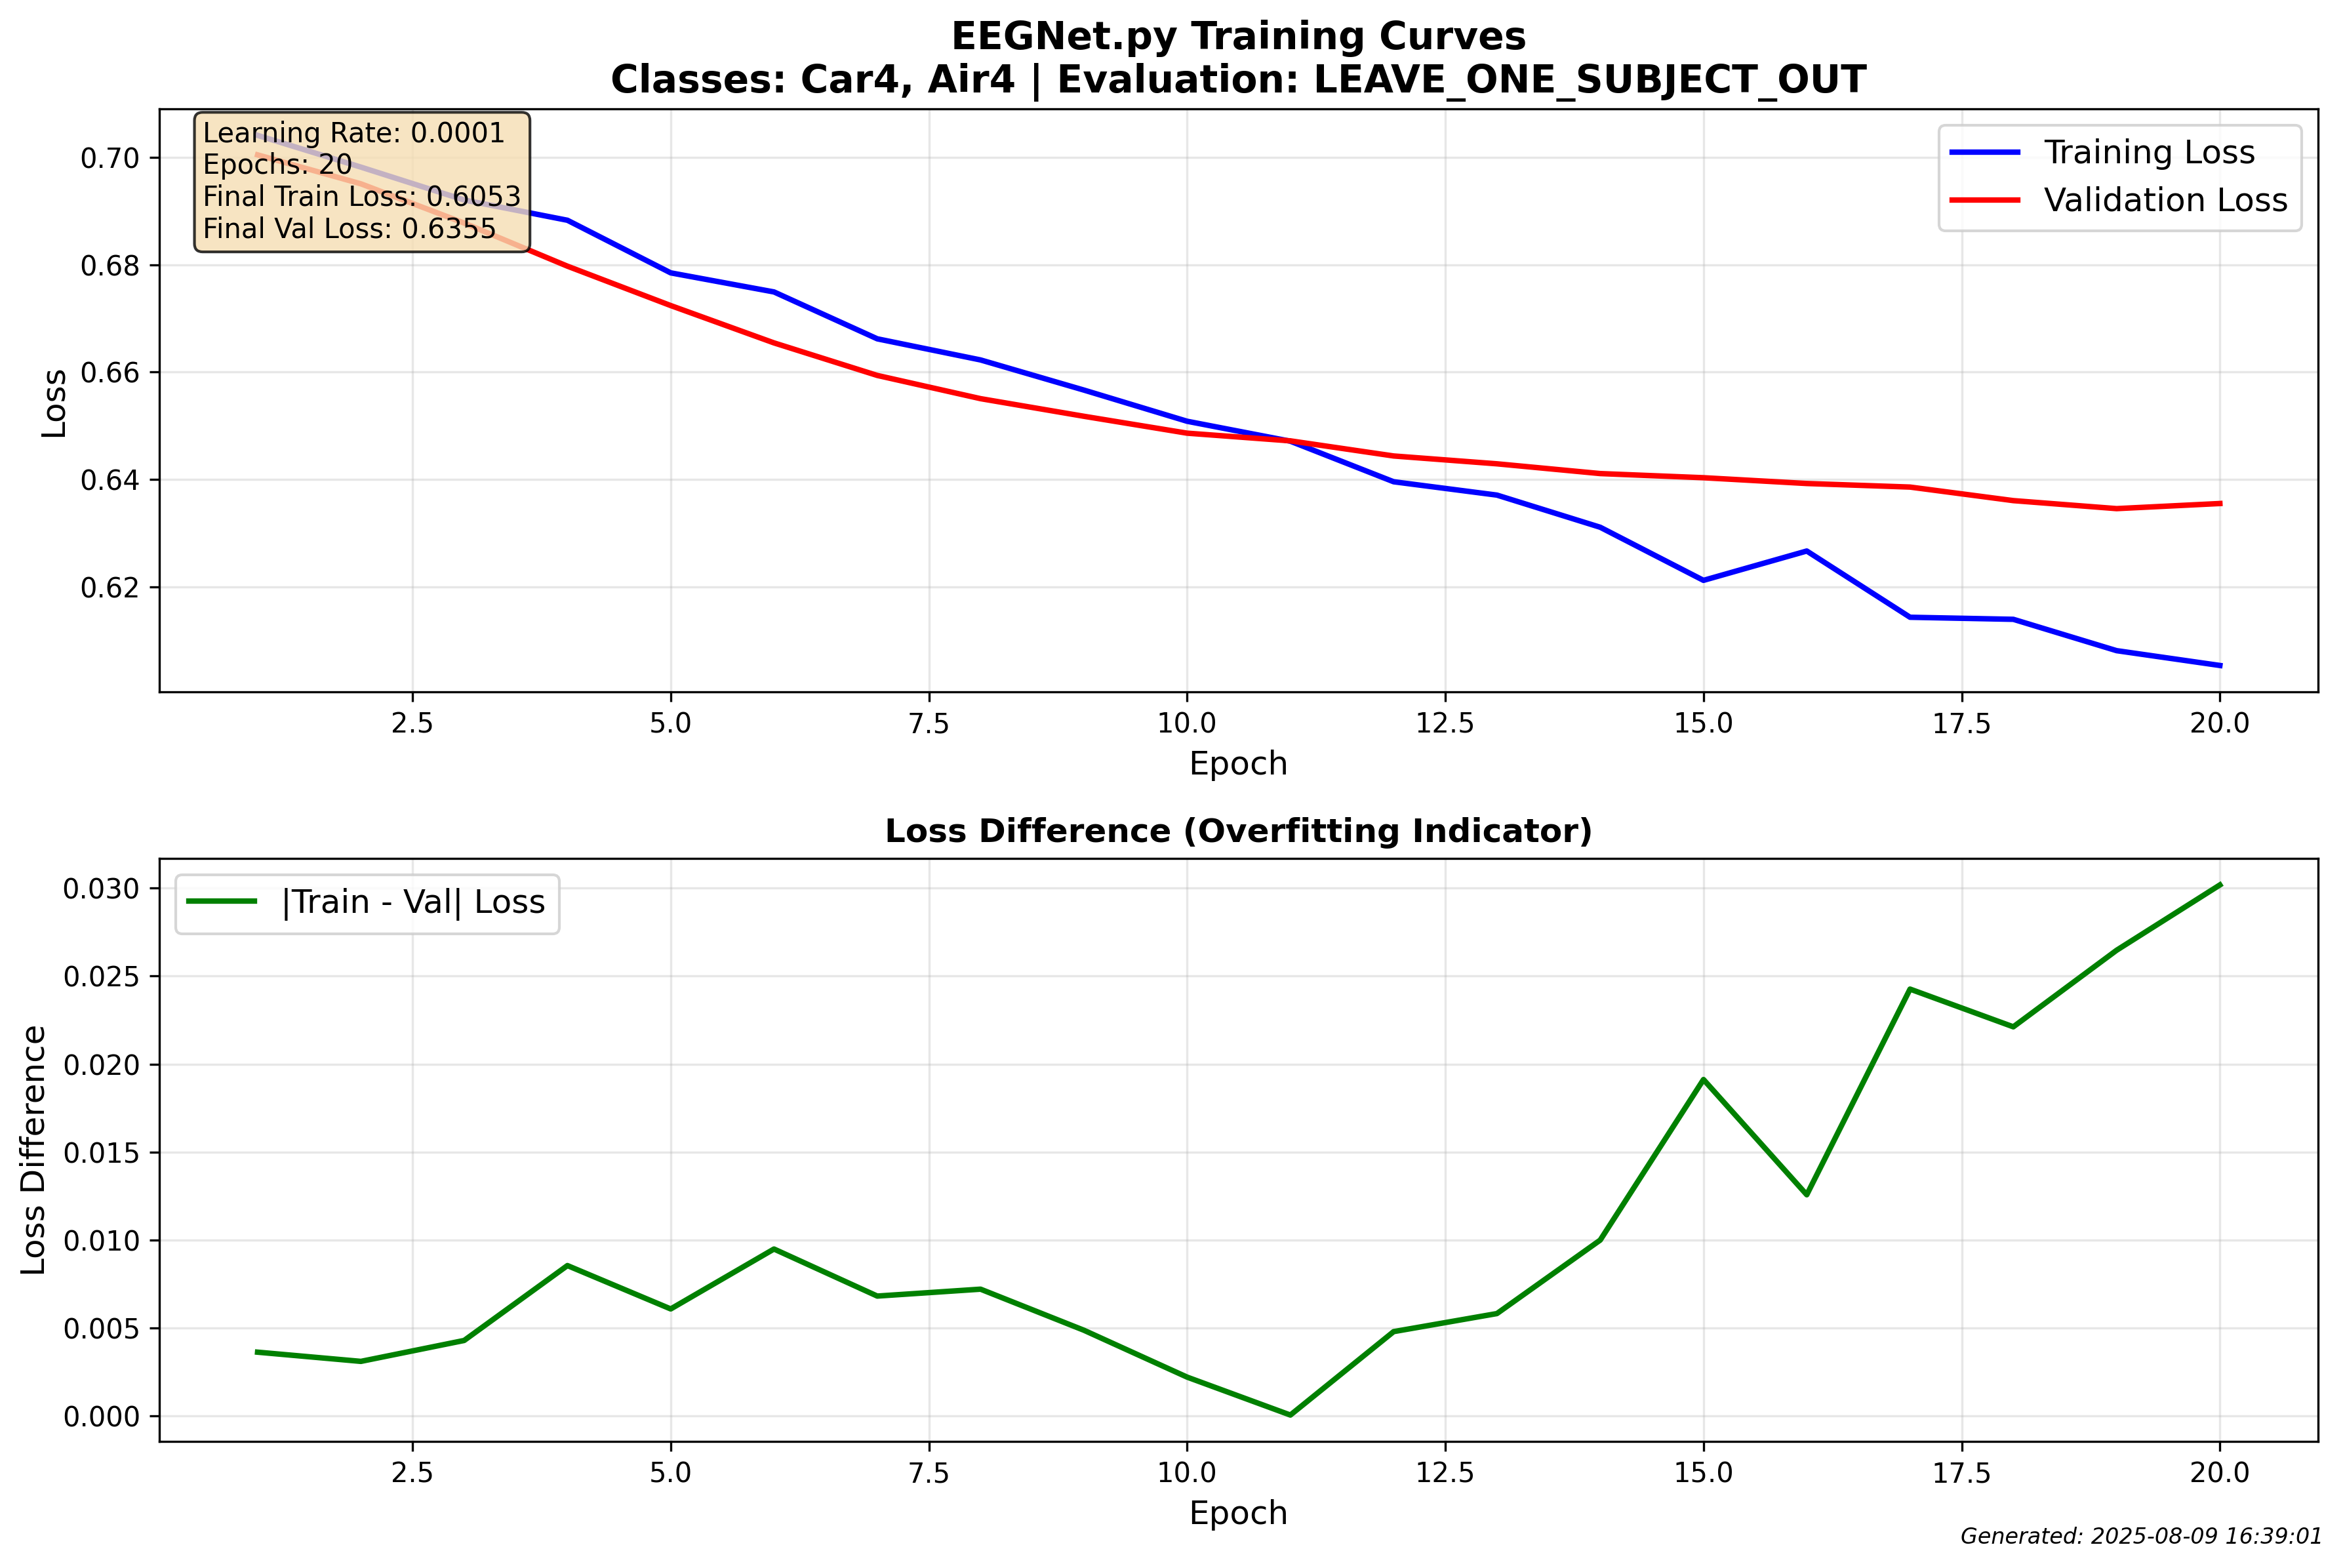 EEGNet.py Training Curves
Classes: Car4, Air4 | Evaluation: LEAVE_ONE_SUBJECT_OUT
Learning Rate: 0.0001
Epochs: 20
Final Train Loss: 0.6053
Final Val Loss: 0.6355
Training Loss
Validation Loss
Loss
0.70
0.68
0.66
0.64
0.62
2.5 5.0 7.5 10.0 12.5 15.0 17.5 20.0
Epoch
Loss Difference (Overfitting Indicator)
|Train - Val| Loss
Loss Difference
0.030
0.025
0.020
0.015
0.010
0.005
0.000
2.5 5.0 7.5 10.0 12.5 15.0 17.5 20.0
Epoch
Generated: 2025-08-09 16:39:01